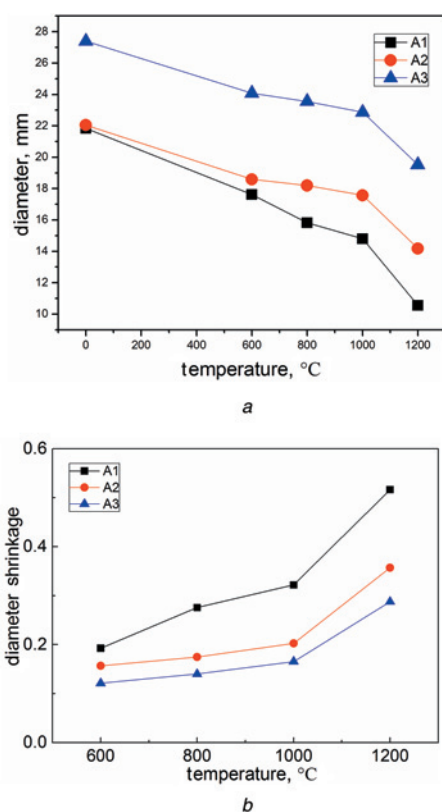 28
26
24
22
20
18
16
14
12
10
diameter, mm
A1
A2
A3
0 200 400 600 800 1000 1200
temperature, °C
a
0.6
0.4
0.2
0.0
diameter shrinkage
A1
A2
A3
600 800 1000 1200
temperature, °C
b